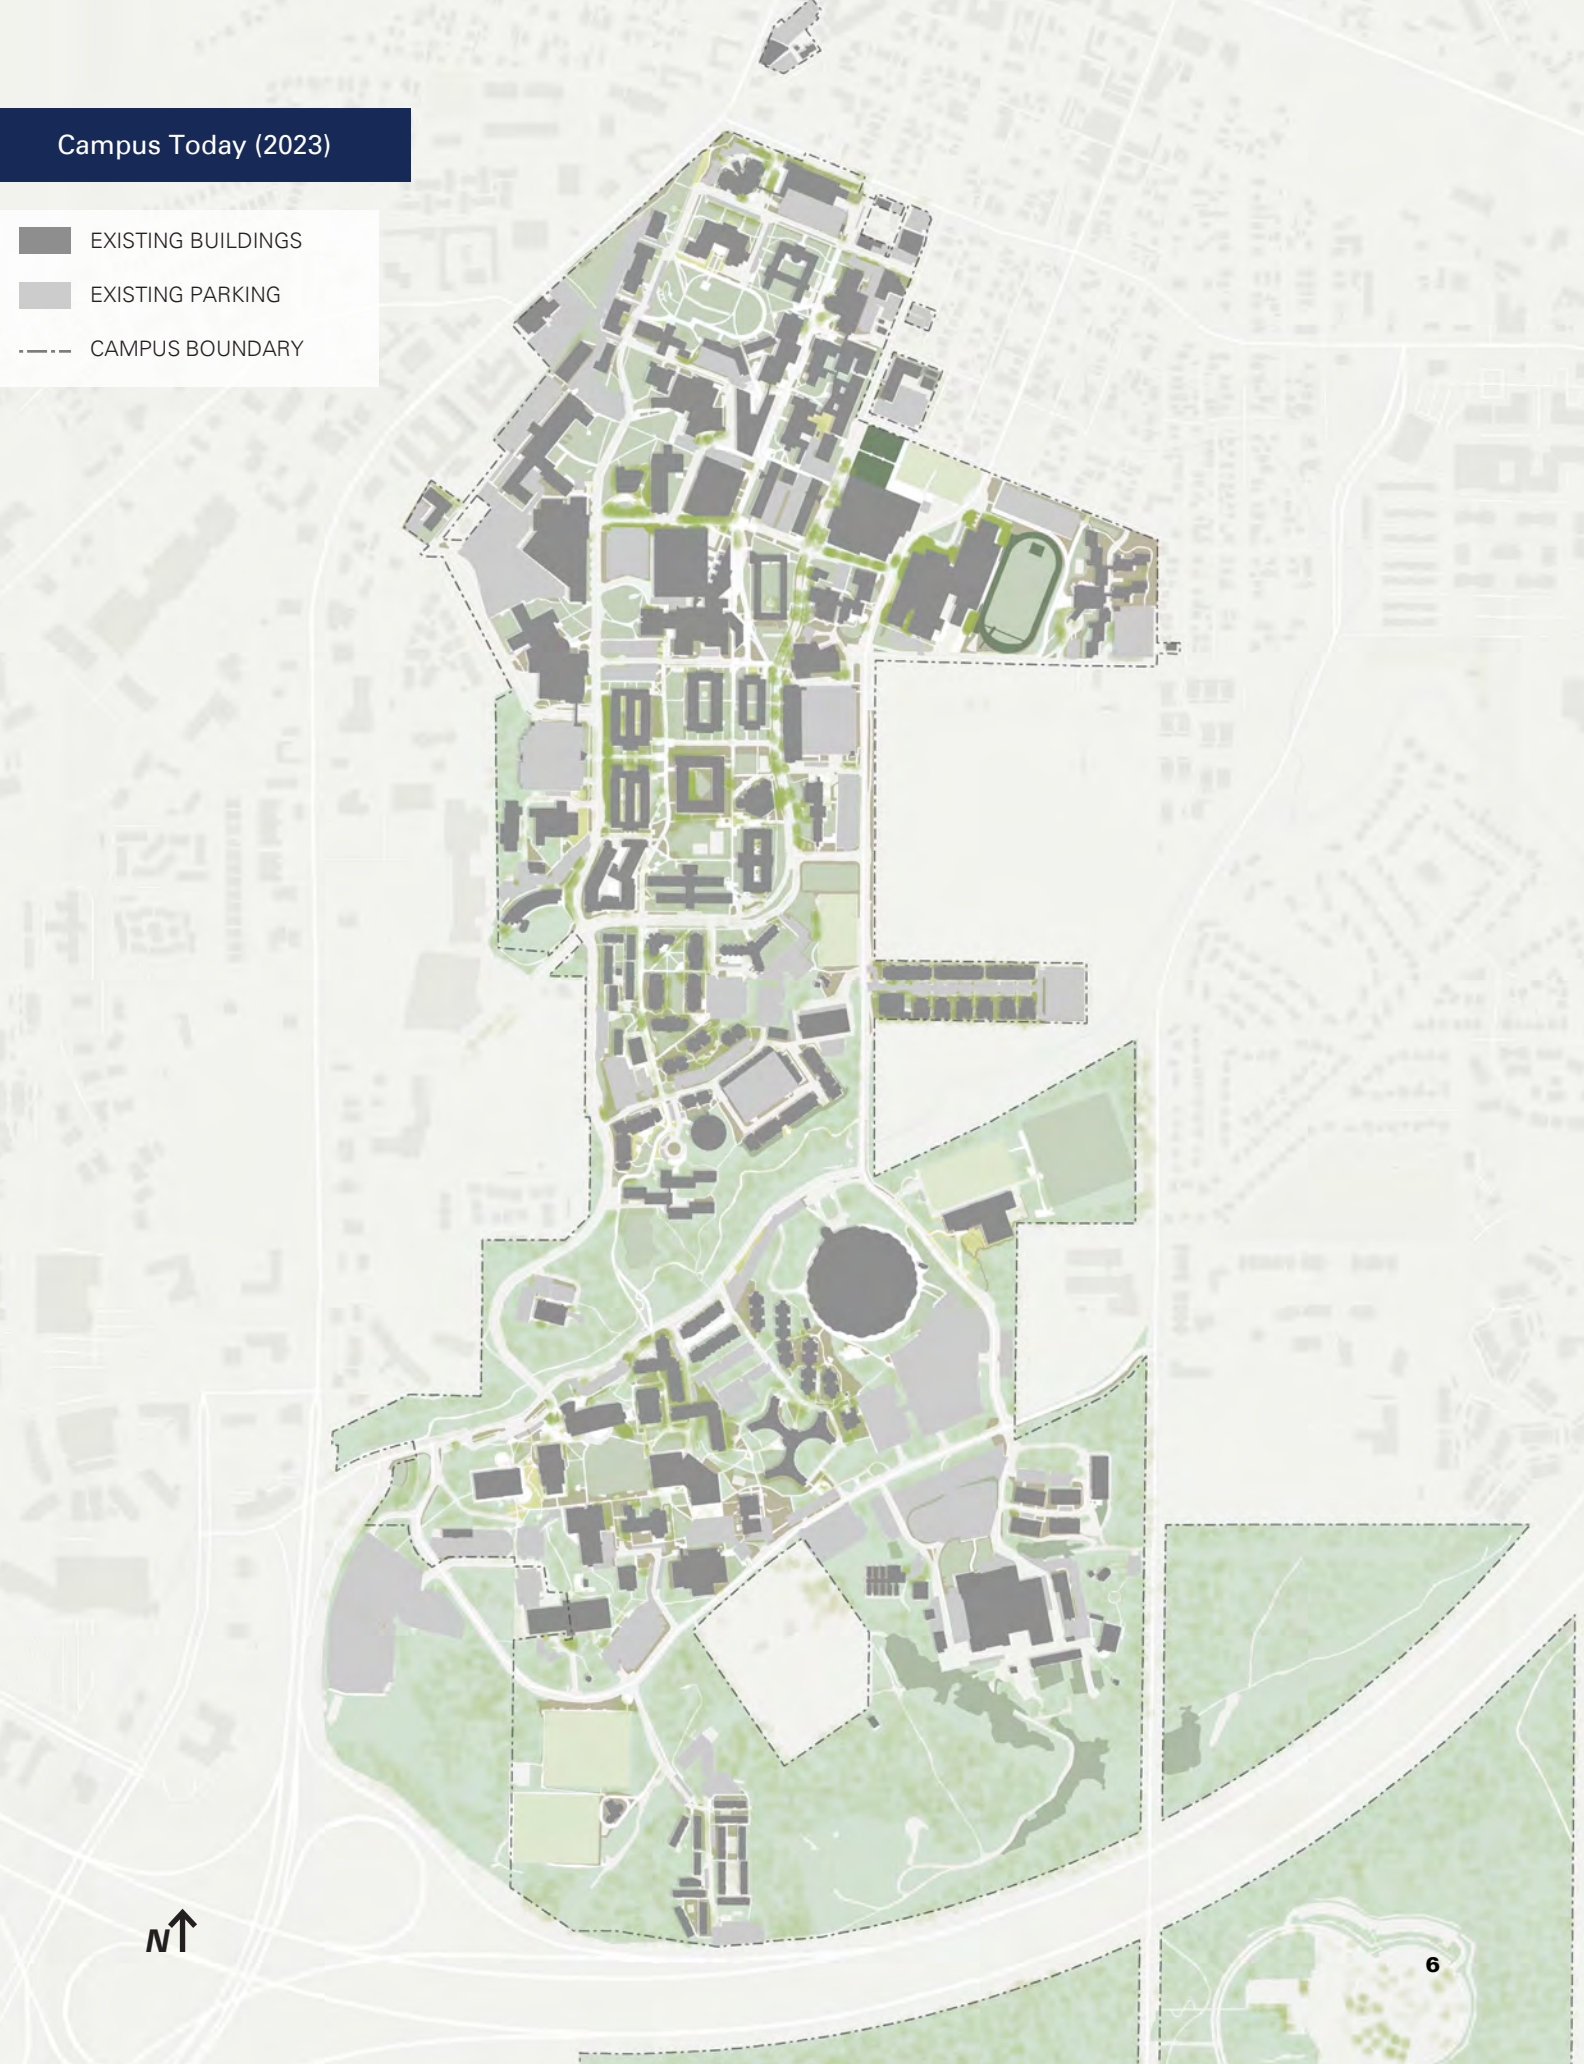 Campus Today (2023)
EXISTING BUILDINGS
EXISTING PARKING
CAMPUS BOUNDARY
N
6